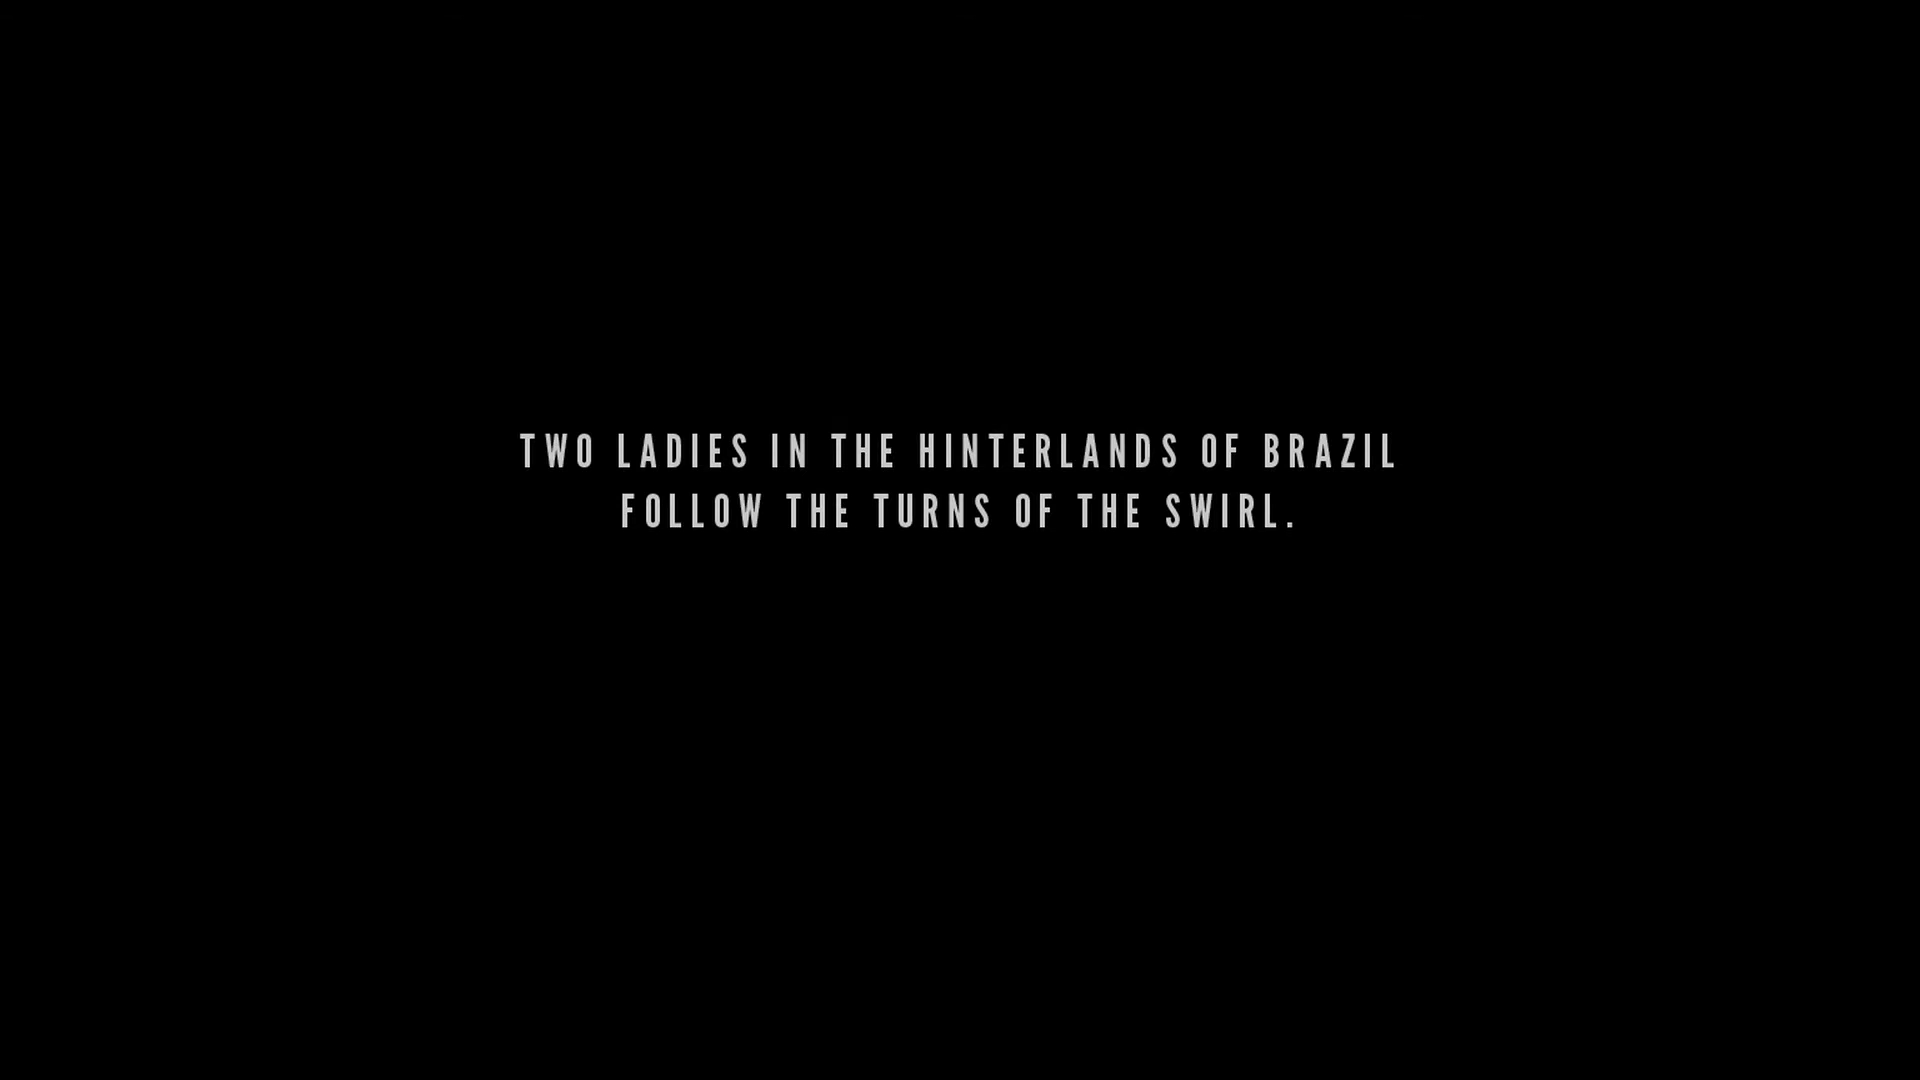 TWO LADIES IN THE HINTERLANDS OF BRAZIL
FOLLOW THE TURNS OF THE SWIRL.